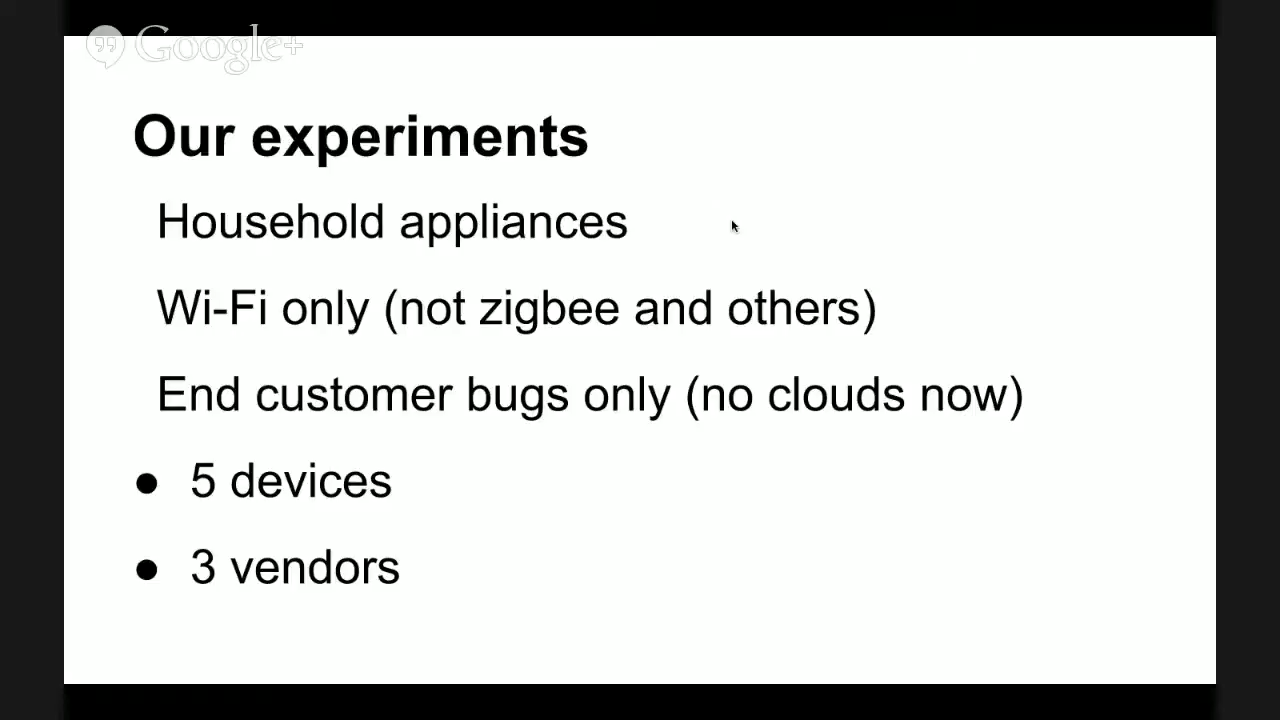 Google+
Our experiments
Household appliances
Wi-Fi only (not zigbee and others)
End customer bugs only (no clouds now)
● 5 devices
● 3 vendors